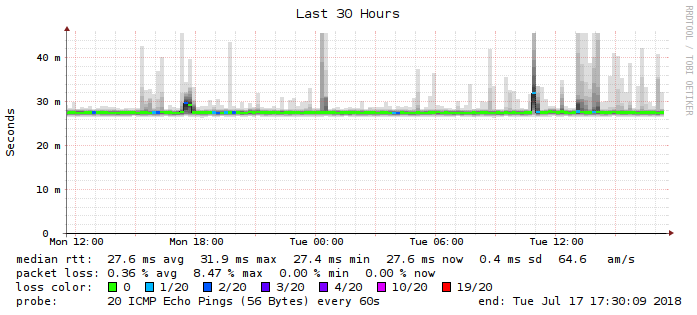 Last 30 Hours
RRDTOOL / TOBI OETIKER
Seconds
40 m
30 m
20 m
10 m
0
Mon 12:00 Mon 18:00 Tue 00:00 Tue 06:00 Tue 12:00
median rtt: 27.6 ms avg 31.9 ms max 27.4 ms min 27.6 ms now 0.4 ms sd 64.6 am/s
packet loss: 0.36 % avg 8.47 % max 0.00 % min 0.00 % now
loss color: 0 1/20 2/20 3/20 4/20 10/20 19/20
probe: 20 ICMP Echo Pings (56 Bytes) every 60s end: Tue Jul 17 17:30:09 2018